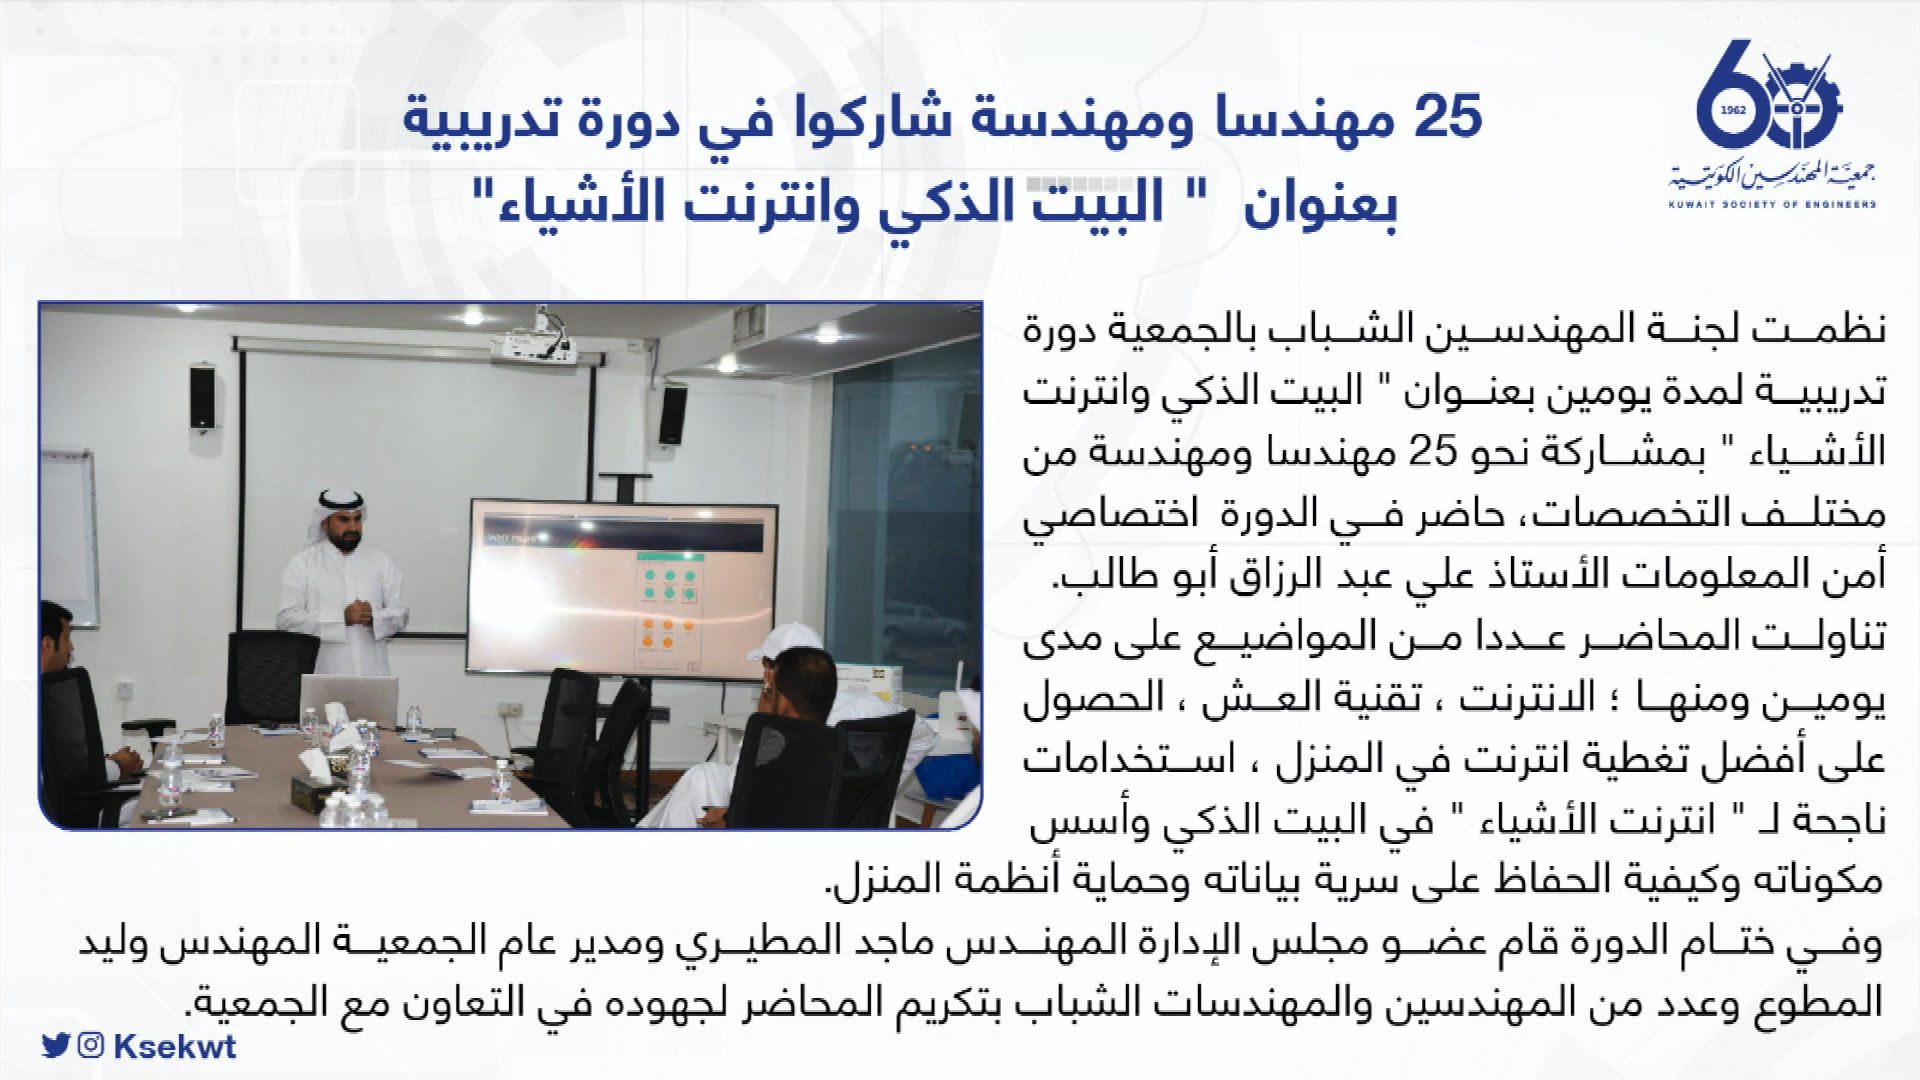 60
1962
جمعية المهندسين الكويتية
KUWAIT SOCIETY OF ENGINEERS
25 مهندسا ومهندسة شاركوا في دورة تدريبية
بعنوان " البيت الذكي وانترنت الأشياء"
نظمت لجنة المهندسين الشباب بالجمعية دورة
تدريبية لمدة يومين بعنوان " البيت الذكي وانترنت
الأشياء " بمشاركة نحو 25 مهندسا ومهندسة من
مختلف التخصصات، حاضر في الدورة اختصاصي
أمن المعلومات الأستاذ علي عبد الرزاق أبو طالب.
تناولت المحاضر عددا من المواضيع على مدى
يومين ومنها ؛ الانترنت ، تقنية العش ، الحصول
على أفضل تغطية انترنت في المنزل ، استخدامات
ناجحة لـ " انترنت الأشياء " في البيت الذكي وأسس
مكوناته وكيفية الحفاظ على سرية بياناته وحماية أنظمة المنزل.
وفي ختام الدورة قام عضو مجلس الإدارة المهندس ماجد المطيري ومدير عام الجمعية المهندس وليد
المطوع وعدد من المهندسين والمهندسات الشباب بتكريم المحاضر لجهوده في التعاون مع الجمعية.
Ksekwt